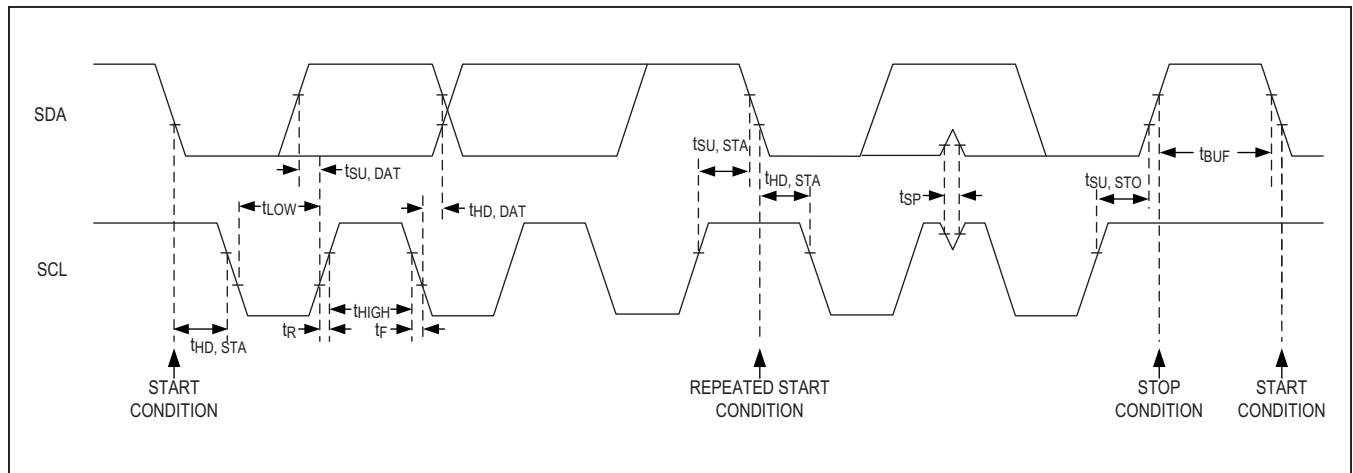 SDA
tSU, DAT
tLOW
tHD, DAT
tSU, STA
tHD, STA
tSP
tBUF
tSU, STO
SCL
tHD, STA
tR
tHIGH
tF
START
CONDITION
REPEATED START
CONDITION
STOP
CONDITION
START
CONDITION